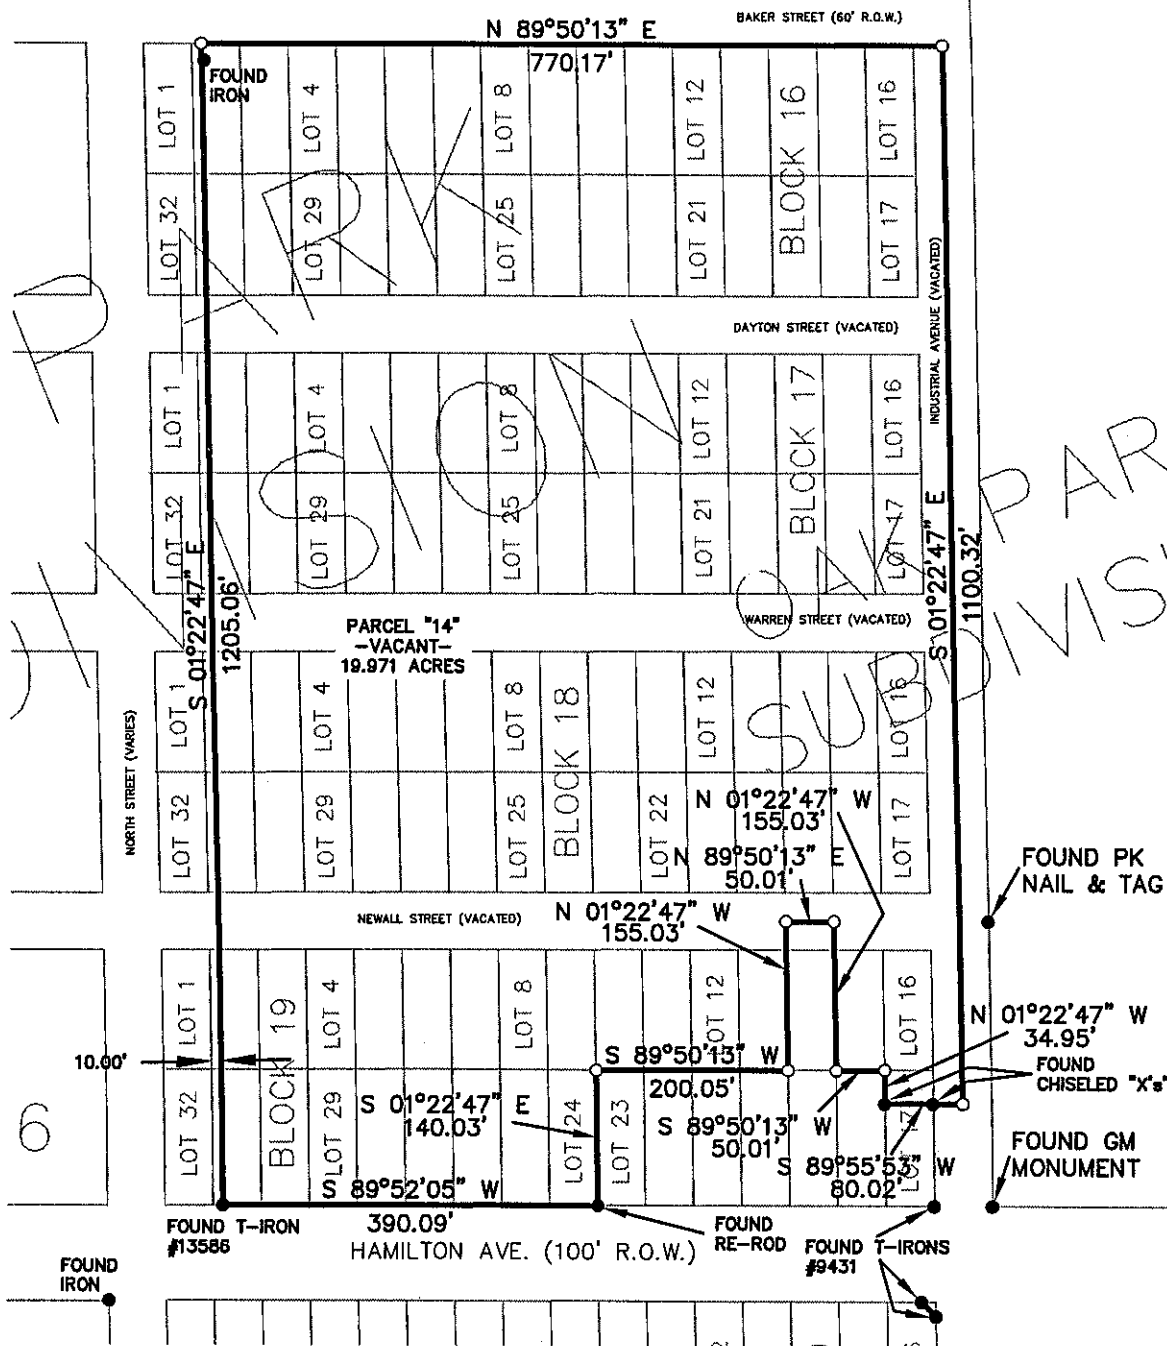 BAKER STREET (60' R.O.W.)
N 89°50'13" E
770.17'
FOUND
IRON
LOT 1
LOT 4
LOT 8
LOT 12
BLOCK 16
LOT 16
LOT 32
LOT 29
LOT 25
LOT 21
LOT 17
PARK
DAYTON STREET (VACATED)
INDUSTRIAL AVENUE (VACATED)
LOT 1
LOT 4
LOT 8
LOT 12
BLOCK 17
LOT 16
LOT 32
LOT 29
LOT 25
LOT 21
LOT 17
S 01°22'47" E
1205.06'
S 01°22'47" E
1100.32'
OAK PAR
SUBDIVIS
WARREN STREET (VACATED)
PARCEL "14"
-VACANT-
19.971 ACRES
NORTH STREET (VARIES)
LOT 1
LOT 4
LOT 8
BLOCK 18
LOT 12
LOT 16
LOT 32
LOT 29
LOT 25
LOT 22
LOT 17
N 01°22'47" W
155.03'
N 89°50'13" E
50.01'
FOUND PK
NAIL & TAG
NEWALL STREET (VACATED)
N 01°22'47" W
155.03'
LOT 1
BLOCK 19
LOT 4
LOT 8
LOT 12
LOT 16
N 01°22'47" W
34.95'
10.00'
FOUND
CHISELED "X's"
S 89°50'13" W
200.05'
6
LOT 32
LOT 29
LOT 24
LOT 23
LOT 17
S 01°22'47" E
140.03'
S 89°50'13" W
50.01'
S 89°55'53" W
80.02'
FOUND GM
MONUMENT
S 89°52'05" W
390.09'
FOUND T-IRON
#13586
HAMILTON AVE. (100' R.O.W.)
FOUND
RE-ROD
FOUND T-IRONS
#9431
FOUND
IRON